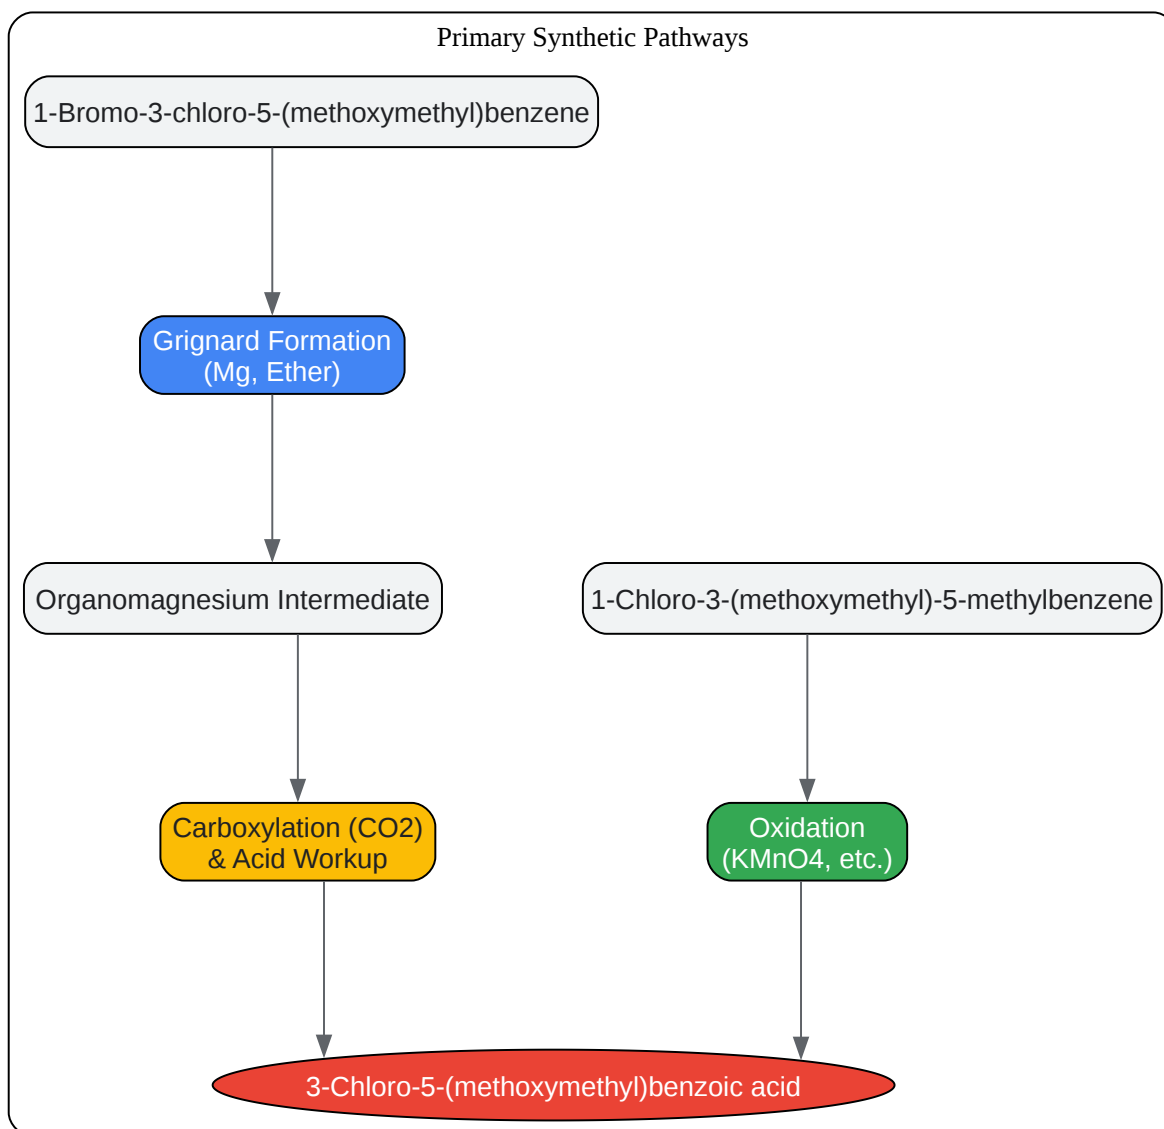 Primary Synthetic Pathways
1-Bromo-3-chloro-5-(methoxymethyl)benzene
Grignard Formation
(Mg, Ether)
Organomagnesium Intermediate
1-Chloro-3-(methoxymethyl)-5-methylbenzene
Carboxylation (CO2)
& Acid Workup
Oxidation
(KMnO4, etc.)
3-Chloro-5-(methoxymethyl)benzoic acid